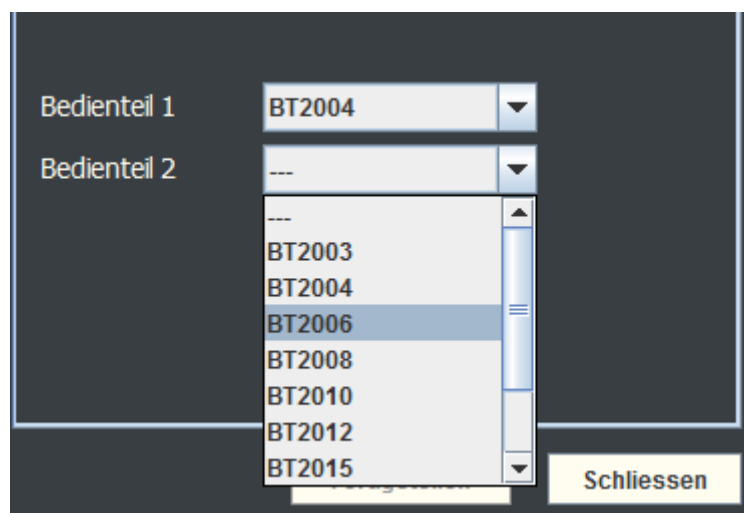 Bedienteil 1 BT2004
Bedienteil 2 ---
---
BT2003
BT2004
BT2006
BT2008
BT2010
BT2012
BT2015
Schliessen